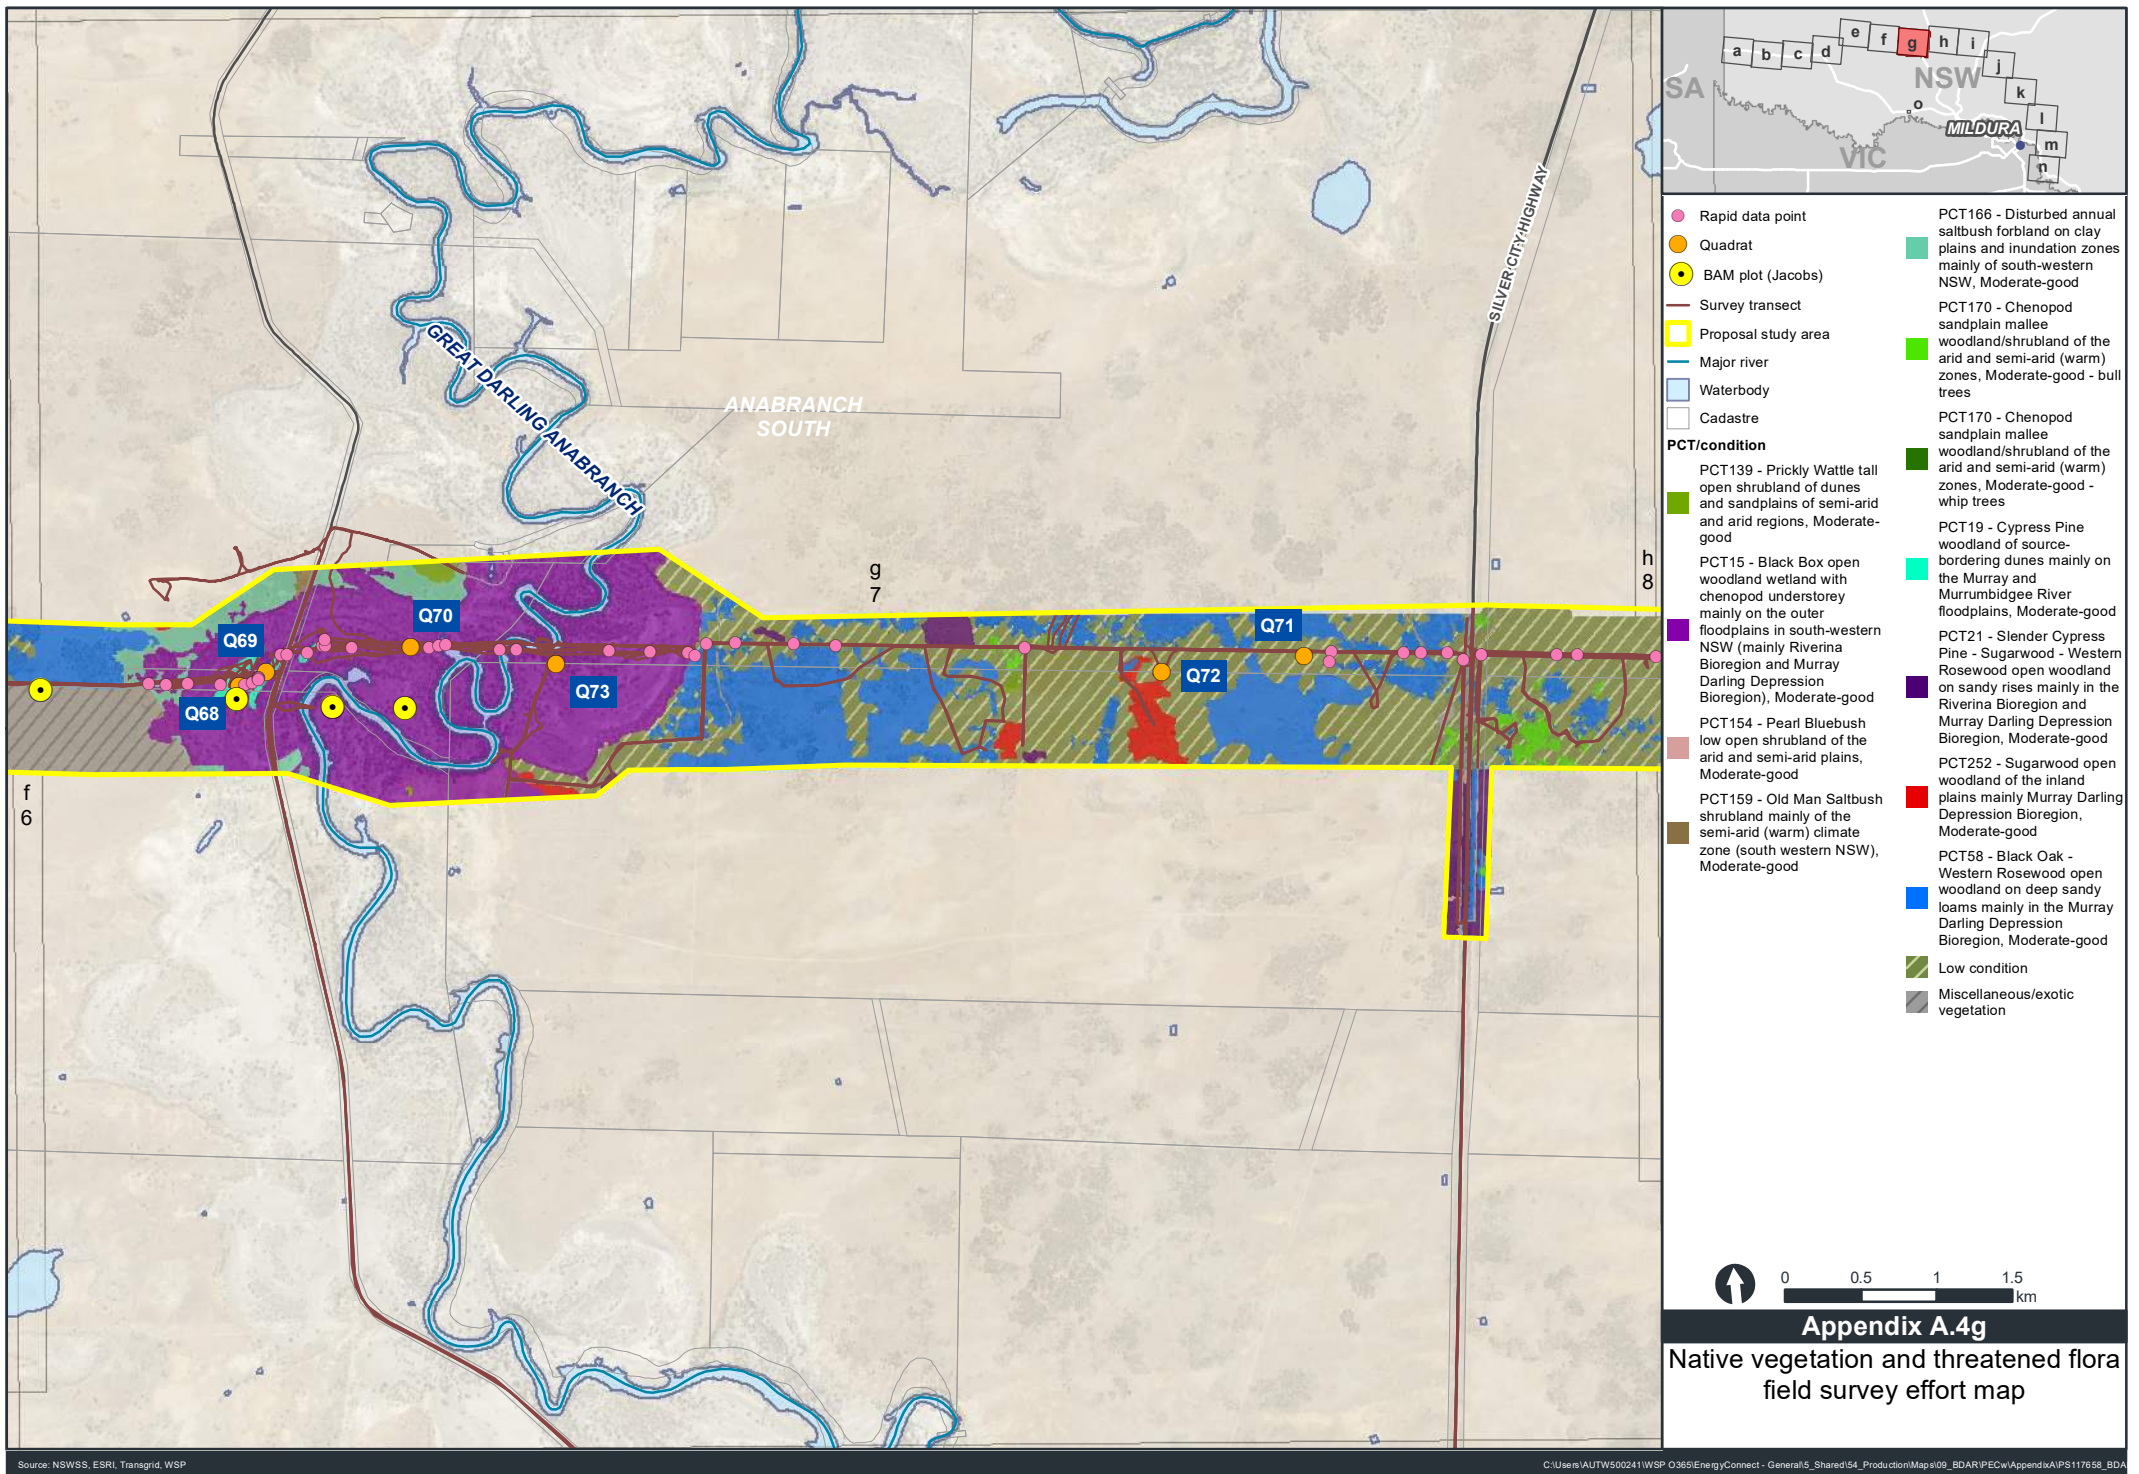 GREAT DARLING ANABRANCH
ANABRANCH
SOUTH
SILVER CITY HIGHWAY
g
7
h
8
f
6
Q70
Q69
Q68
Q73
Q71
Q72
a
b
c
d
e
f
g
h
i
j
k
l
m
n
o
SA
NSW
MILDURA
VIC
Rapid data point
Quadrat
BAM plot (Jacobs)
Survey transect
Proposal study area
Major river
Waterbody
Cadastre
PCT/condition
PCT139 - Prickly Wattle tall
open shrubland of dunes
and sandplains of semi-arid
and arid regions, Moderate-
good
PCT15 - Black Box open
woodland wetland with
chenopod understorey
mainly on the outer
floodplains in south-western
NSW (mainly Riverina
Bioregion and Murray
Darling Depression
Bioregion), Moderate-good
PCT154 - Pearl Bluebush
low open shrubland of the
arid and semi-arid plains,
Moderate-good
PCT159 - Old Man Saltbush
shrubland mainly of the
semi-arid (warm) climate
zone (south western NSW),
Moderate-good
PCT166 - Disturbed annual
saltbush forbland on clay
plains and inundation zones
mainly of south-western
NSW, Moderate-good
PCT170 - Chenopod
sandplain mallee
woodland/shrubland of the
arid and semi-arid (warm)
zones, Moderate-good - bull
trees
PCT170 - Chenopod
sandplain mallee
woodland/shrubland of the
arid and semi-arid (warm)
zones, Moderate-good -
whip trees
PCT19 - Cypress Pine
woodland of source-
bordering dunes mainly on
the Murray and
Murrumbidgee River
floodplains, Moderate-good
PCT21 - Slender Cypress
Pine - Sugarwood - Western
Rosewood open woodland
on sandy rises mainly in the
Riverina Bioregion and
Murray Darling Depression
Bioregion, Moderate-good
PCT252 - Sugarwood open
woodland of the inland
plains mainly Murray Darling
Depression Bioregion,
Moderate-good
PCT58 - Black Oak -
Western Rosewood open
woodland on deep sandy
loams mainly in the Murray
Darling Depression
Bioregion, Moderate-good
Low condition
Miscellaneous/exotic
vegetation
0 0.5 1 1.5
km
Appendix A.4g
Native vegetation and threatened flora
field survey effort map
Source: NSWSS, ESRI, Transgrid, WSP
C:\Users\AUTW500241\WSP O365\EnergyConnect - General\5_Shared\54_Production\Maps\09_BDAR\PECw\AppendixA\PS117658_BDA